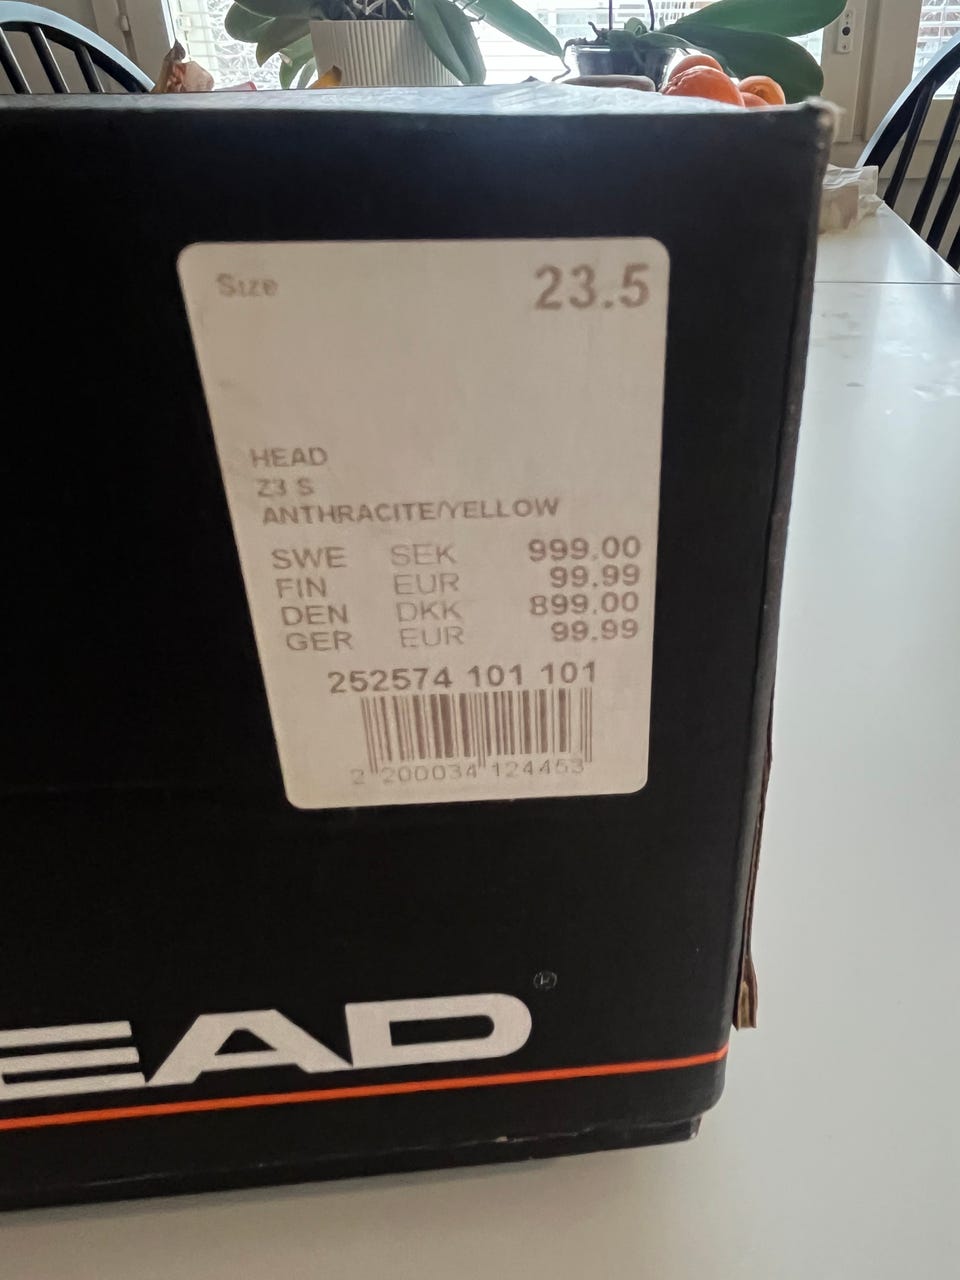 Size 23.5
HEAD
Z3 S
ANTHRACITE/YELLOW
SWE SEK 999.00
FIN EUR 99.99
DEN DKK 899.00
GER EUR 99.99
252574 101 101
2 200034 124453
EAD ®